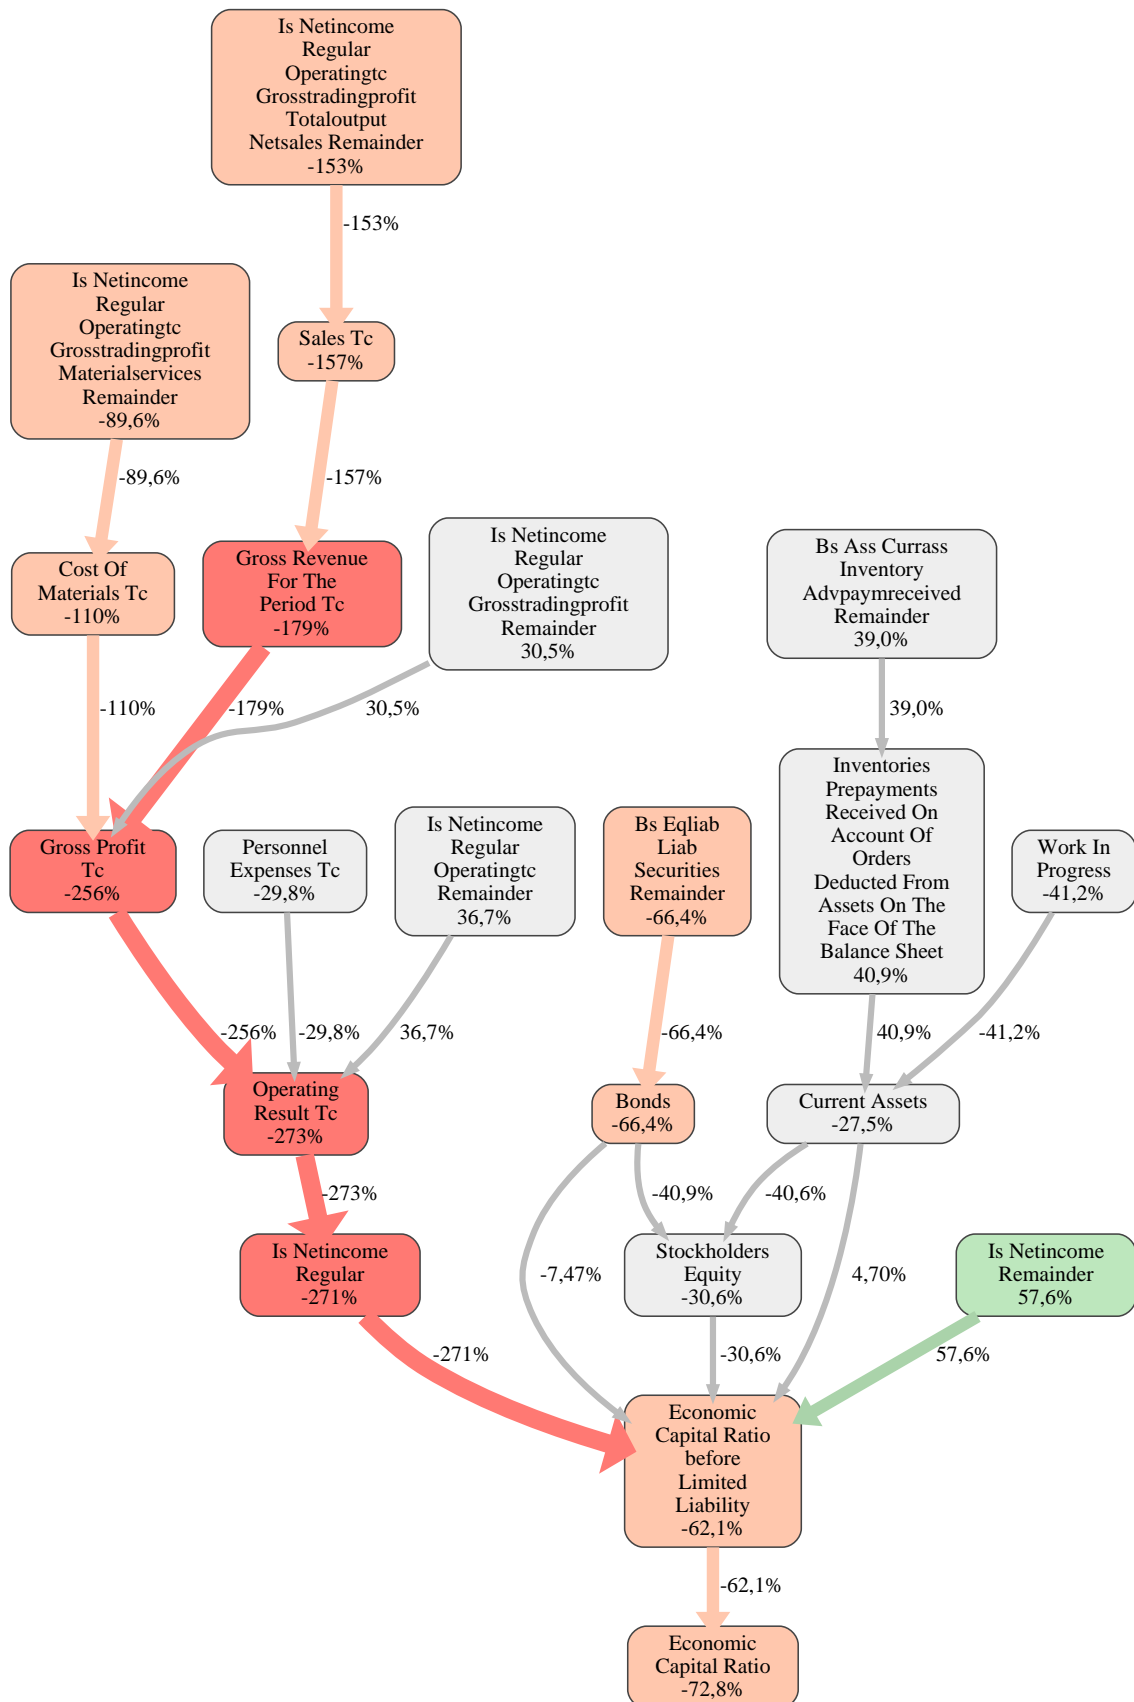 Is Netincome
Regular
Operatingtc
Grosstradingprofit
Totaloutput
Netsales Remainder
-153%
-153%
Is Netincome
Regular
Operatingtc
Grosstradingprofit
Materialservices
Remainder
-89,6%
Sales Tc
-157%
-89,6%
-157%
Cost Of
Materials Tc
-110%
Gross Revenue
For The
Period Tc
-179%
Is Netincome
Regular
Operatingtc
Grosstradingprofit
Remainder
30,5%
Bs Ass Currass
Inventory
Advpaymreceived
Remainder
39,0%
-110%
-179%
30,5%
39,0%
Gross Profit
Tc
-256%
Personnel
Expenses Tc
-29,8%
Is Netincome
Regular
Operatingtc
Remainder
36,7%
Bs Eqliab
Liab
Securities
Remainder
-66,4%
Inventories
Prepayments
Received On
Account Of
Orders
Deducted From
Assets On The
Face Of The
Balance Sheet
40,9%
Work In
Progress
-41,2%
-256%
-29,8%
36,7%
-66,4%
40,9%
-41,2%
Operating
Result Tc
-273%
Bonds
-66,4%
Current Assets
-27,5%
-273%
-40,9%
-40,6%
Is Netincome
Regular
-271%
-7,47%
Stockholders
Equity
-30,6%
4,70%
Is Netincome
Remainder
57,6%
-271%
-30,6%
57,6%
Economic
Capital Ratio
before
Limited
Liability
-62,1%
-62,1%
Economic
Capital Ratio
-72,8%